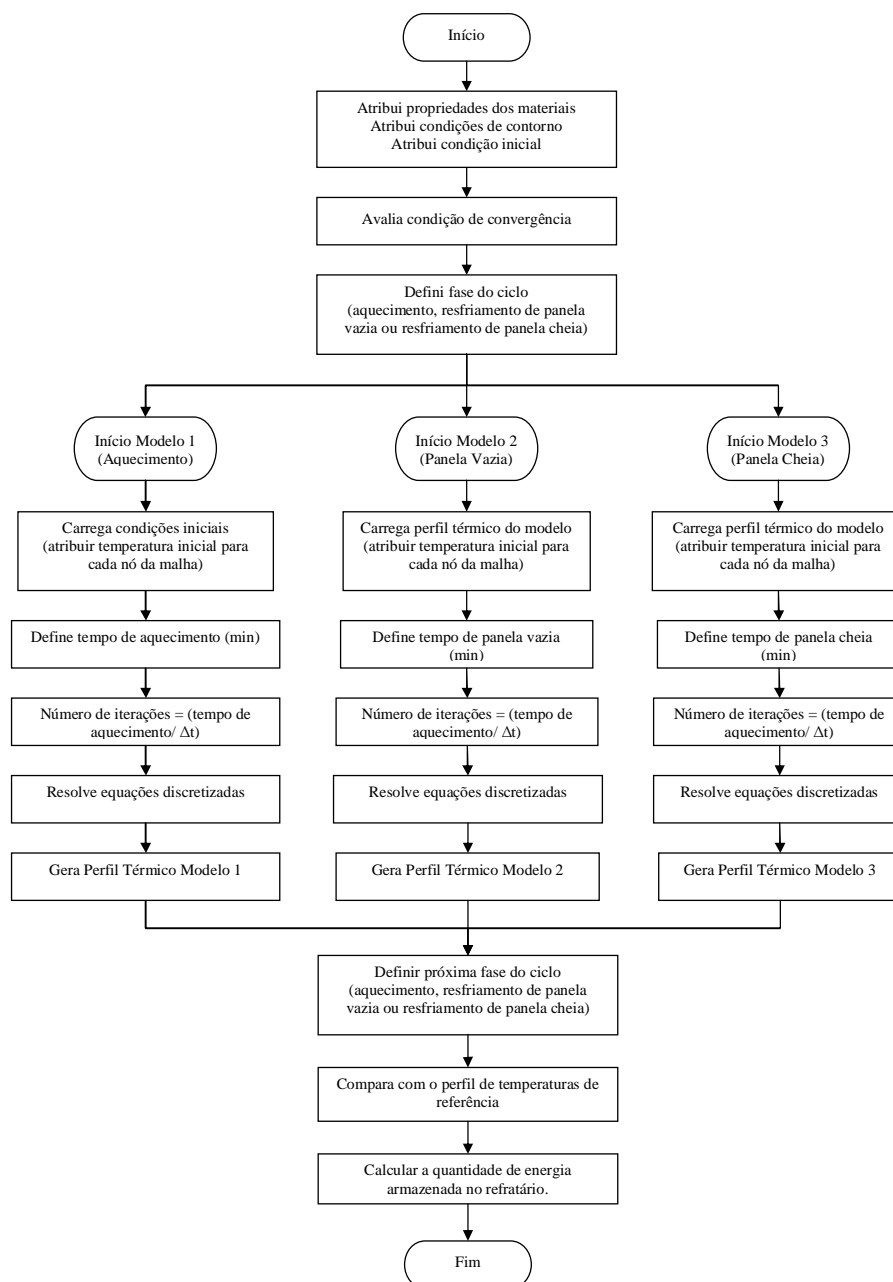 Início
Atribui propriedades dos materiais
Atribui condições de contorno
Atribui condição inicial
Avalia condição de convergência
Defini fase do ciclo
(aquecimento, resfriamento de panela
vazia ou resfriamento de panela cheia)
Início Modelo 1
(Aquecimento)
Carrega condições iniciais
(atribuir temperatura inicial para
cada nó da malha)
Define tempo de aquecimento (min)
Número de iterações = (tempo de
aquecimento/ Δt)
Resolve equações discretizadas
Gera Perfil Térmico Modelo 1
Início Modelo 2
(Panela Vazia)
Carrega perfil térmico do modelo
(atribuir temperatura inicial para
cada nó da malha)
Define tempo de panela vazia
(min)
Número de iterações = (tempo de
aquecimento/ Δt)
Resolve equações discretizadas
Gera Perfil Térmico Modelo 2
Início Modelo 3
(Panela Cheia)
Carrega perfil térmico do modelo
(atribuir temperatura inicial para
cada nó da malha)
Define tempo de panela cheia
(min)
Número de iterações = (tempo de
aquecimento/ Δt)
Resolve equações discretizadas
Gera Perfil Térmico Modelo 3
Definir próxima fase do ciclo
(aquecimento, resfriamento de panela
vazia ou resfriamento de panela cheia)
Compara com o perfil de temperaturas de
referência
Calcular a quantidade de energia
armazenada no refratário.
Fim